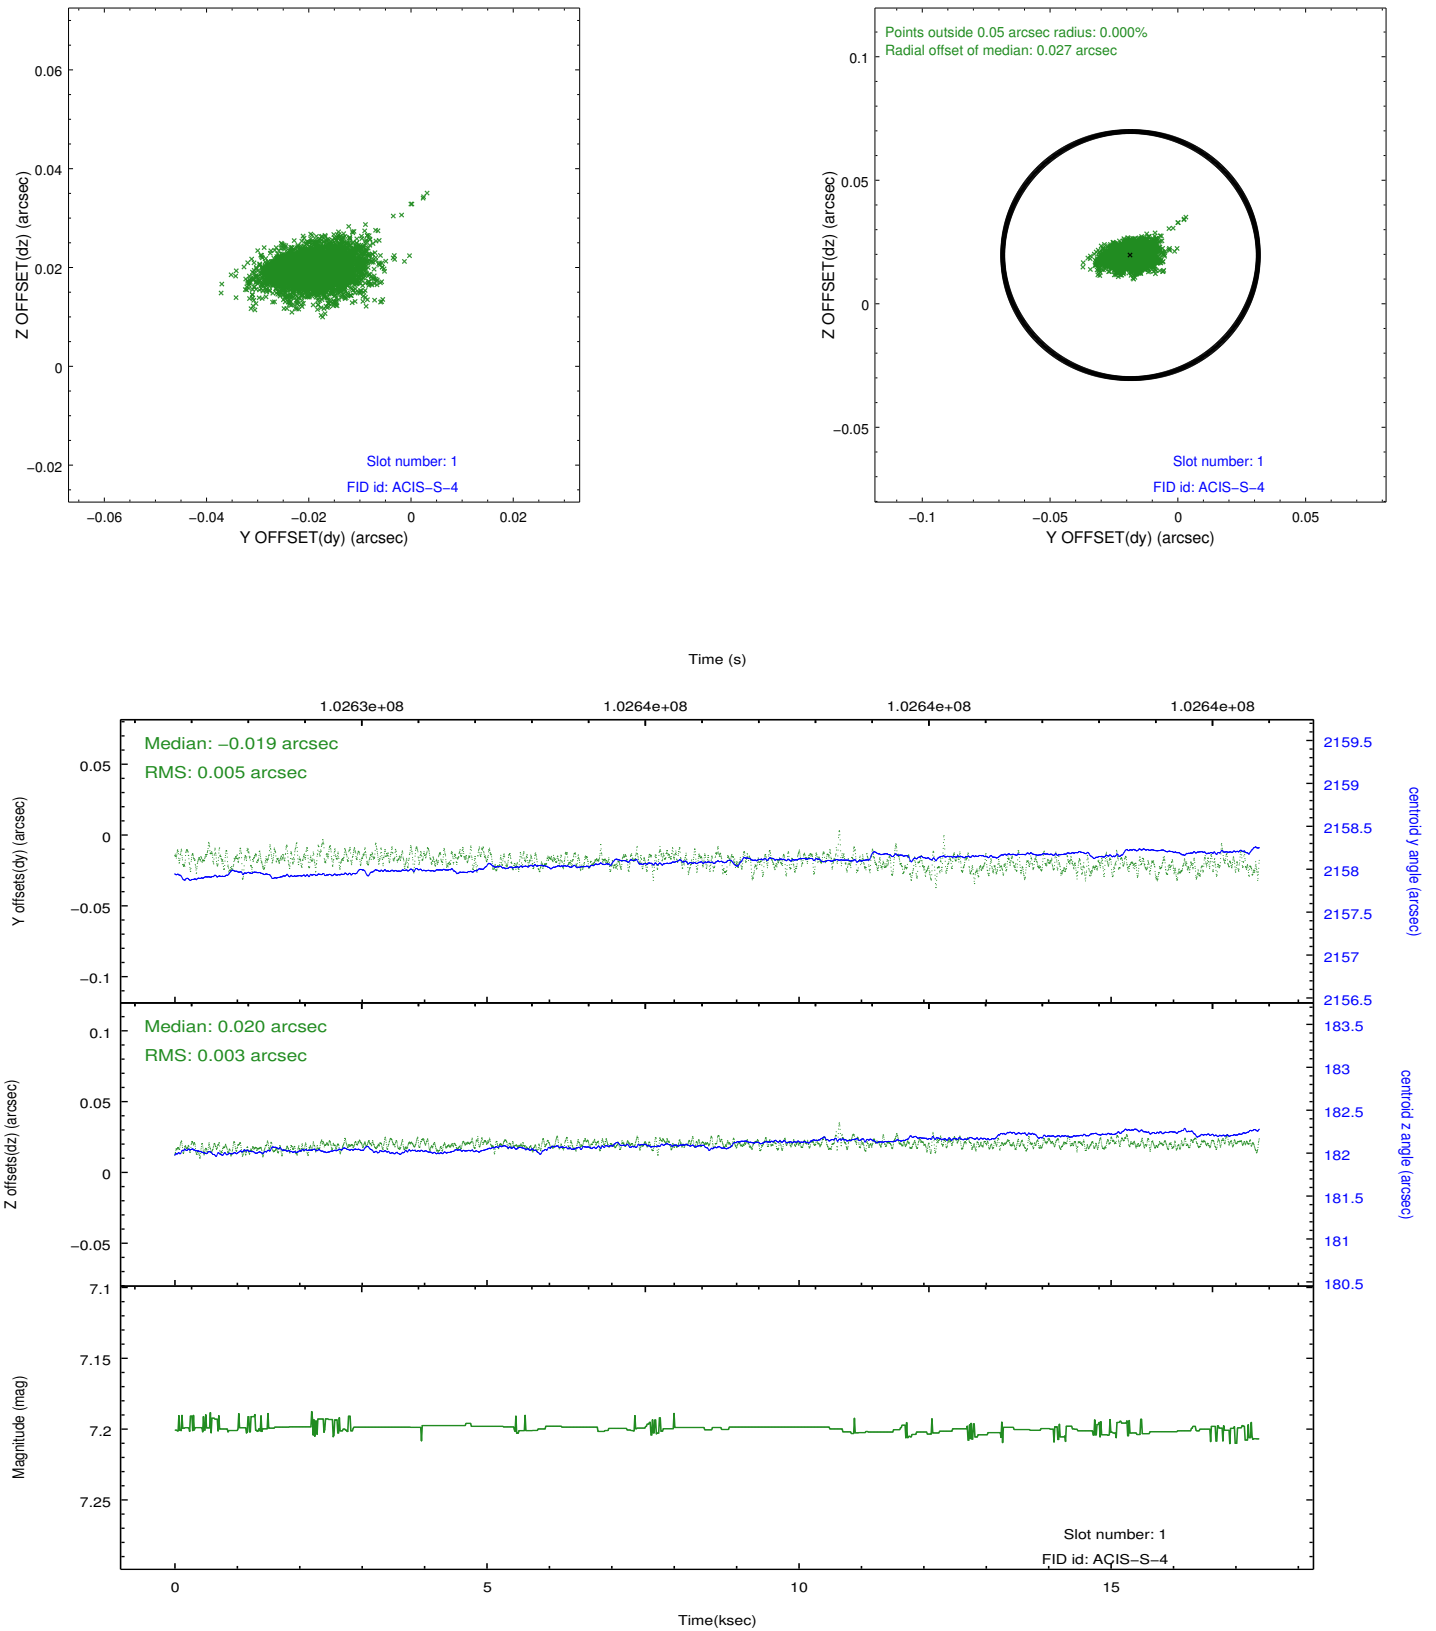 0.06
0.04
0.02
0
−0.02
Z OFFSET(dz) (arcsec)
Slot number: 1
FID id: ACIS−S−4
−0.06
−0.04
−0.02
0
0.02
Y OFFSET(dy) (arcsec)
Points outside 0.05 arcsec radius: 0.000%
Radial offset of median: 0.027 arcsec
0.1
0.05
0
−0.05
Z OFFSET(dz) (arcsec)
Slot number: 1
FID id: ACIS−S−4
−0.1
−0.05
0
0.05
Y OFFSET(dy) (arcsec)
Time (s)
1.0263e+08
1.0264e+08
1.0264e+08
1.0264e+08
Median: −0.019 arcsec
RMS: 0.005 arcsec
0.05
0
−0.05
−0.1
Y offsets(dy) (arcsec)
2159.5
2159
2158.5
2158
2157.5
2157
2156.5
centroid y angle (arcsec)
Median: 0.020 arcsec
RMS: 0.003 arcsec
0.1
0.05
0
−0.05
Z offsets(dz) (arcsec)
183.5
183
182.5
182
181.5
181
180.5
centroid z angle (arcsec)
7.1
7.15
7.2
7.25
Magnitude (mag)
Slot number: 1
FID id: ACIS−S−4
0
5
10
15
Time(ksec)